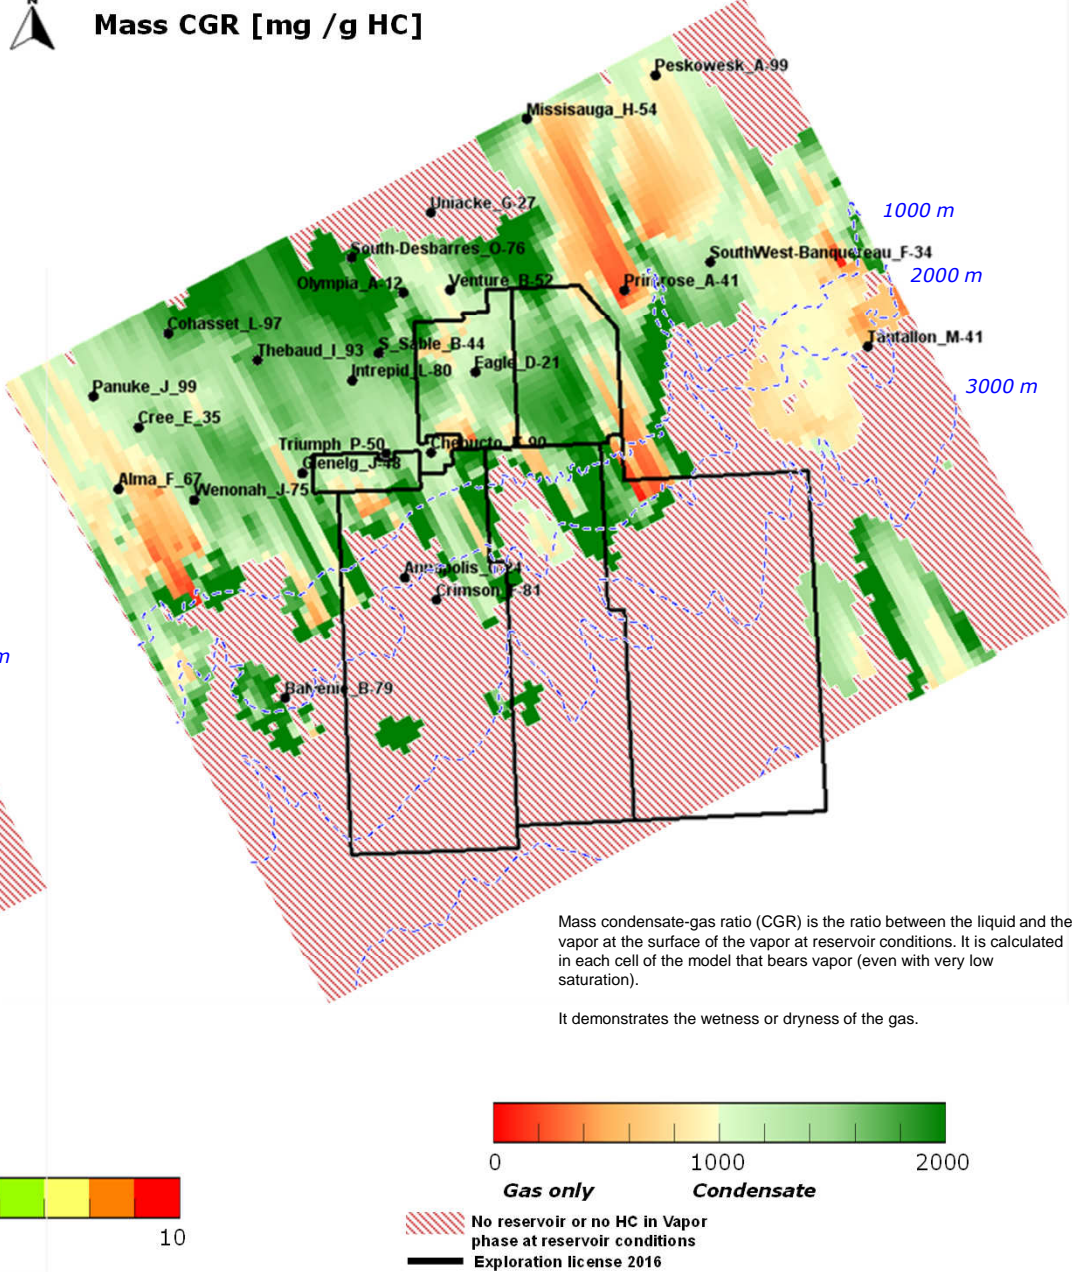 N
Mass CGR [mg /g HC]
Peskowesk_A-99
Missisauga_H-54
Uniacke_G-27
1000 m
South-Desbarres_O-76
SouthWest-Banquereau_F-34
2000 m
Olympia_A-12
Venture_B-52
Primrose_A-41
Cohasset_L-97
Tantallon_M-41
S_Sable_B-44
Thebaud_I_93
Eagle_D-21
Intrepid_L-80
3000 m
Panuke_J_99
Cree_E_35
Triumph_P-50
Chebucto_K-90
Glenelg_J-48
Alma_F_67
Wenonah_J-75
Annapolis_G-24
Crimson_F-81
m
Balvenie_B-79
Mass condensate-gas ratio (CGR) is the ratio between the liquid and the
vapor at the surface of the vapor at reservoir conditions. It is calculated
in each cell of the model that bears vapor (even with very low
saturation).
It demonstrates the wetness or dryness of the gas.
0 1000 2000
Gas only Condensate
10
No reservoir or no HC in Vapor
phase at reservoir conditions
Exploration license 2016